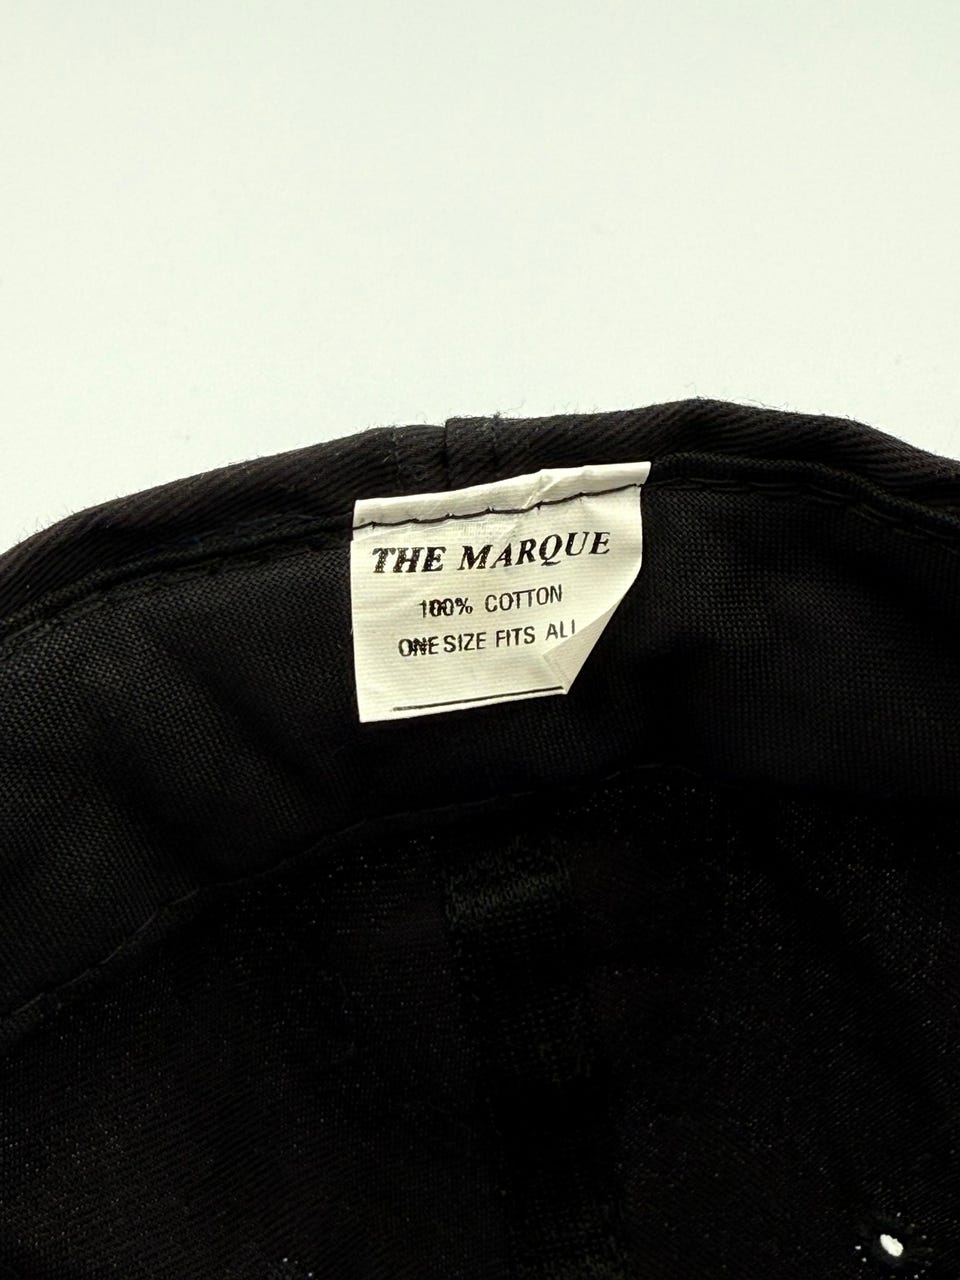 THE MARQUE
100% COTTON
ONE SIZE FITS ALL